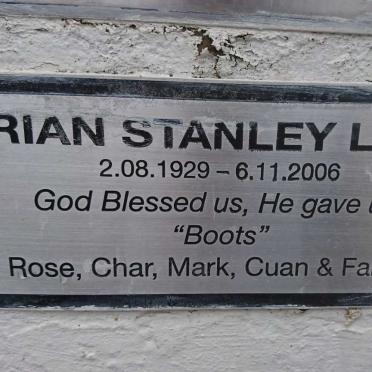 RIAN STANLEY L
2.08.1929 – 6.11.2006
God Blessed us, He gave u
“Boots”
Rose, Char, Mark, Cuan & Fa